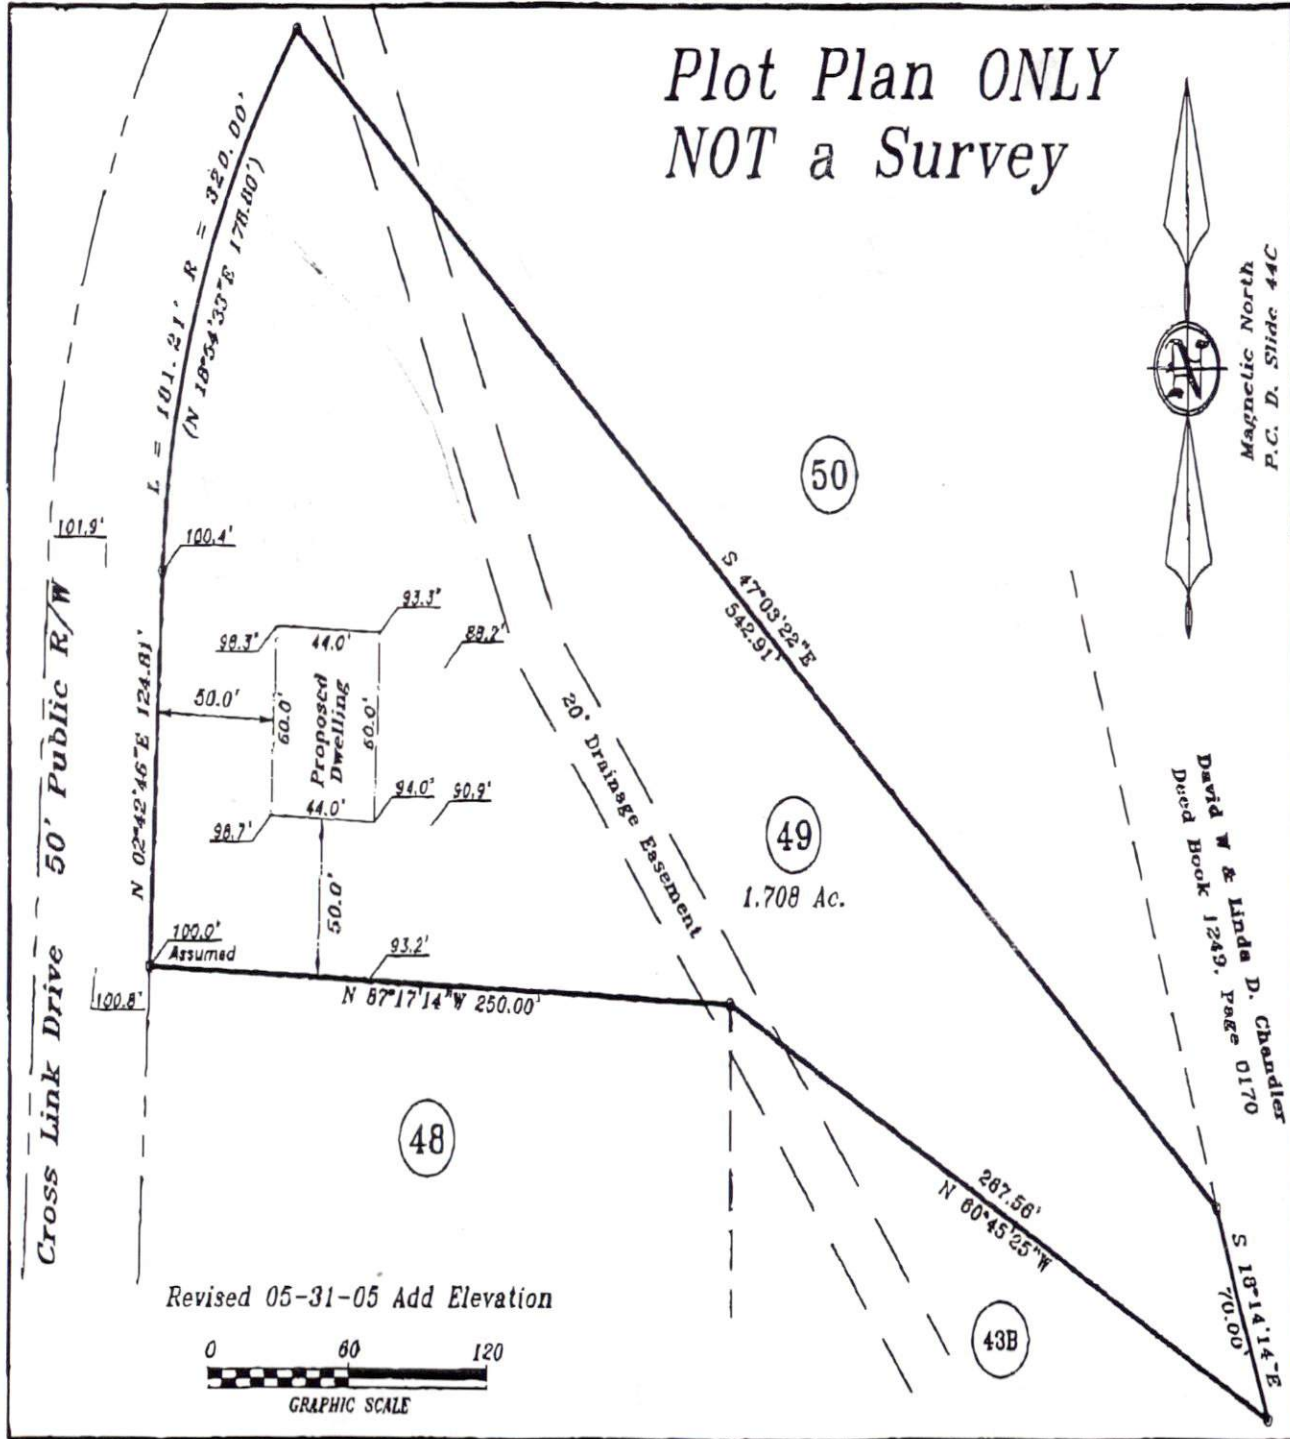 Plot Plan ONLY
NOT a Survey
Magnetic North
P.C. D. Slide 44C
N
L = 181.21' R = 320.00'
(N 18°54'33"E 178.80')
50
101.9'
100.4'
S 47°03'22"E
542.91'
93.3'
98.3'
44.0'
88.2'
50.0'
60.0'
Proposed
Dwelling
60.0'
20' Drainage Easement
N 02°42'46"E 124.81'
Cross Link Drive 50' Public R/W
44.0'
94.0'
90.9'
98.7'
50.0'
49
1.708 Ac.
David W & Linda D. Chandler
Deed Book 1249, Page 0170
100.0'
Assumed
93.2'
100.8'
N 87°17'14"W 250.00'
48
267.56'
N 60°45'25"W
S 18°14'14"E
70.00'
43B
Revised 05-31-05 Add Elevation
0 60 120
GRAPHIC SCALE